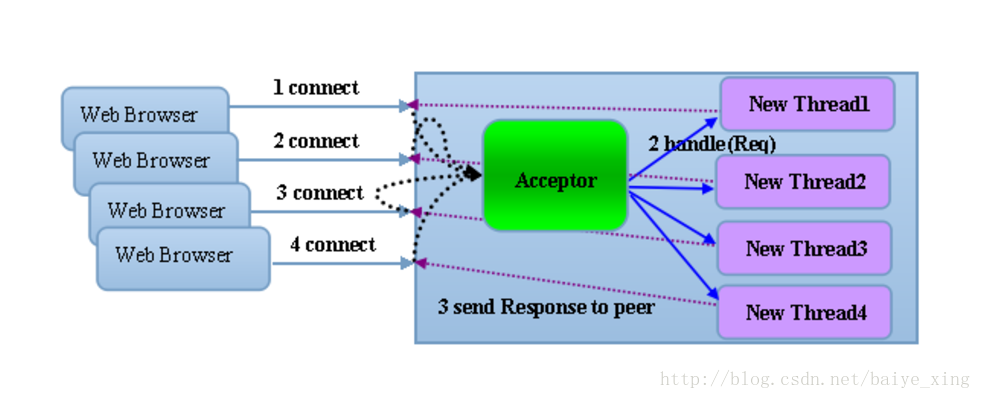 1 connect
Web Browser
New Thread1
2 connect
2 handle(Req)
Web Browser
Acceptor
New Thread2
3 connect
Web Browser
4 connect
New Thread3
Web Browser
3 send Response to peer
New Thread4
http://blog.csdn.net/baiye_xing